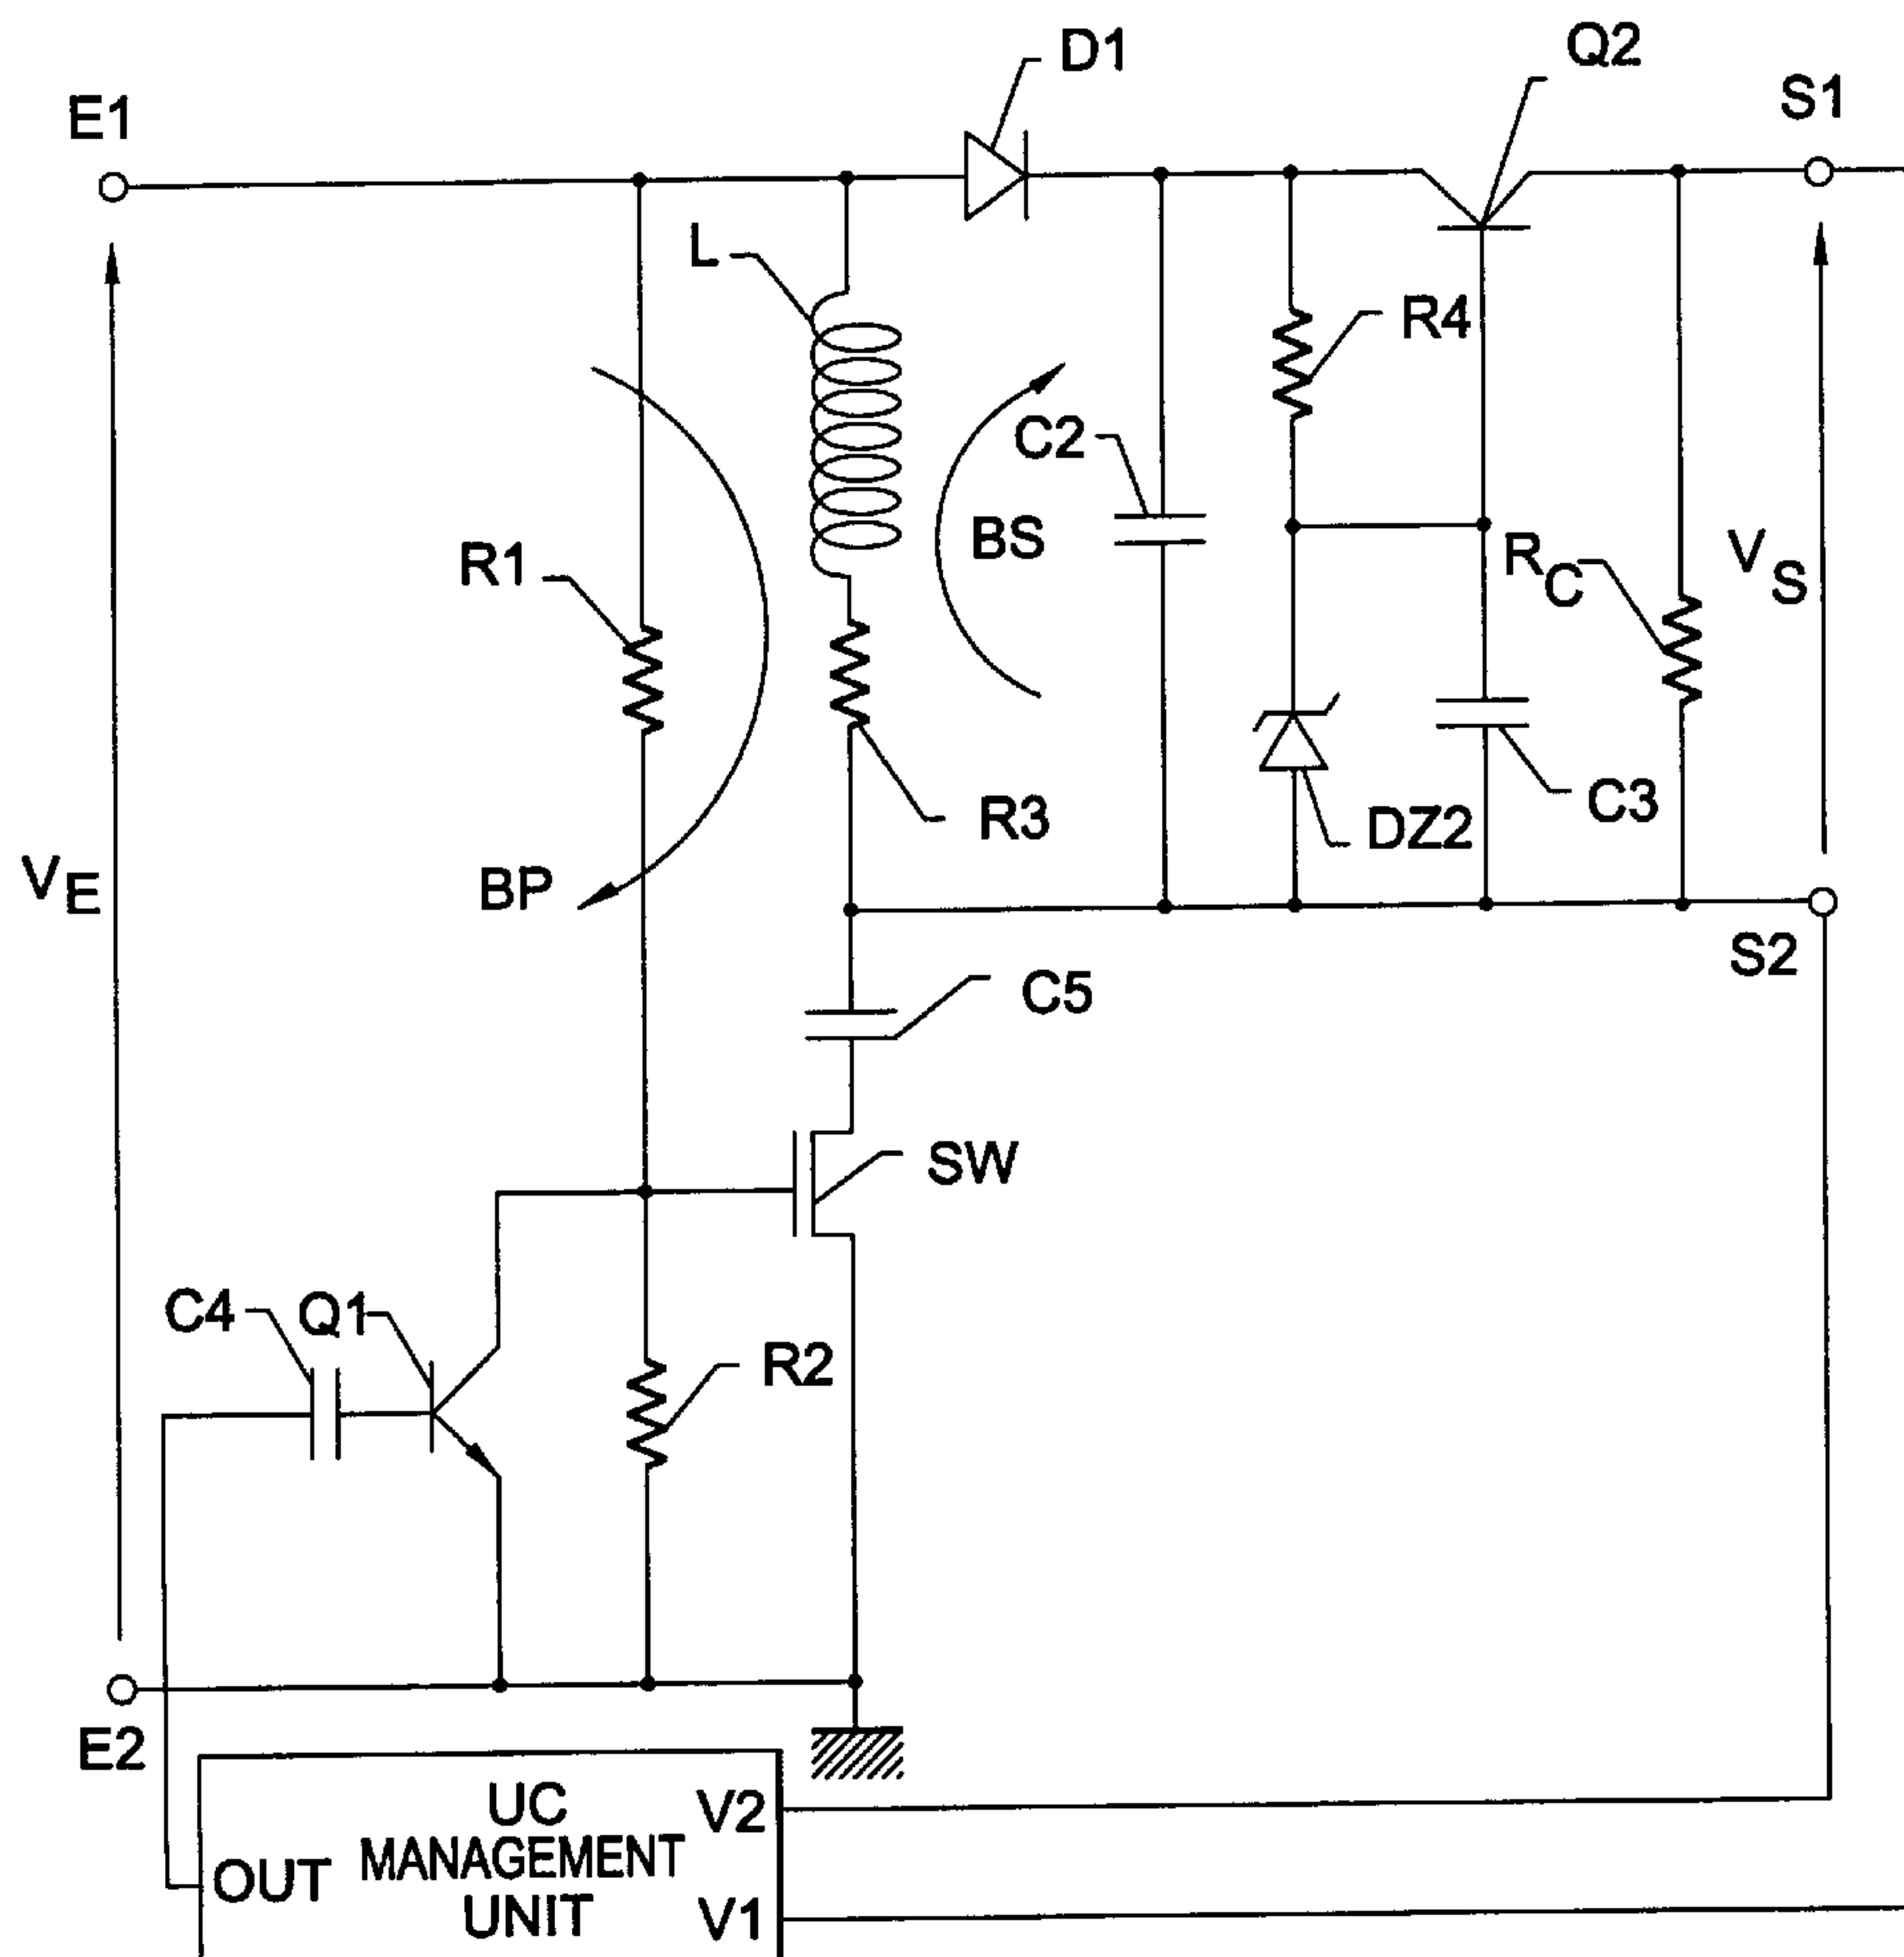 D1
Q2
S1
E1
L
R4
C2
BS
R1
RC
VS
R3
DZ2
C3
VE
BP
S2
C5
SW
C4
Q1
R2
E2
UC
MANAGEMENT
UNIT
OUT
V2
V1